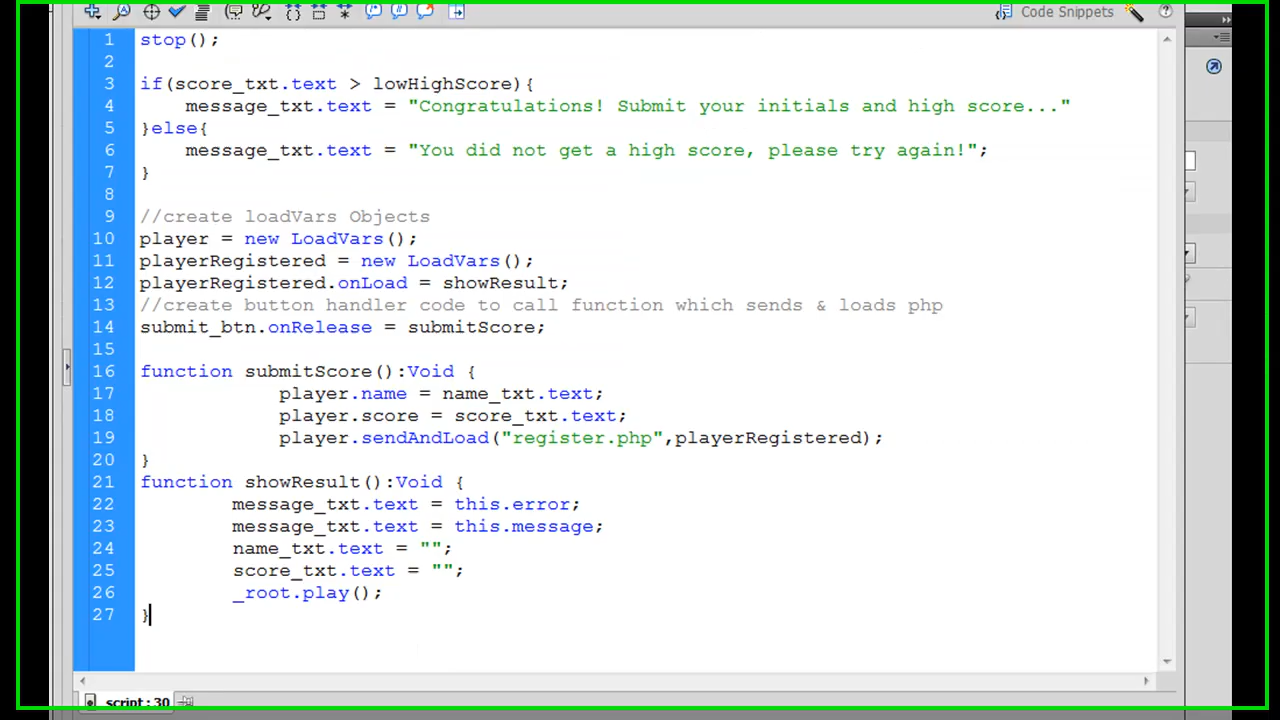 Code Snippets
1 stop();
2
3 if(score_txt.text > lowHighScore){
4 message_txt.text = "Congratulations! Submit your initials and high score..."
5 }else{
6 message_txt.text = "You did not get a high score, please try again!";
7 }
8
9 //create loadVars Objects
10 player = new LoadVars();
11 playerRegistered = new LoadVars();
12 playerRegistered.onLoad = showResult;
13 //create button handler code to call function which sends & loads php
14 submit_btn.onRelease = submitScore;
15
16 function submitScore():Void {
17 player.name = name_txt.text;
18 player.score = score_txt.text;
19 player.sendAndLoad("register.php",playerRegistered);
20 }
21 function showResult():Void {
22 message_txt.text = this.error;
23 message_txt.text = this.message;
24 name_txt.text = "";
25 score_txt.text = "";
26 _root.play();
27 }
script : 30